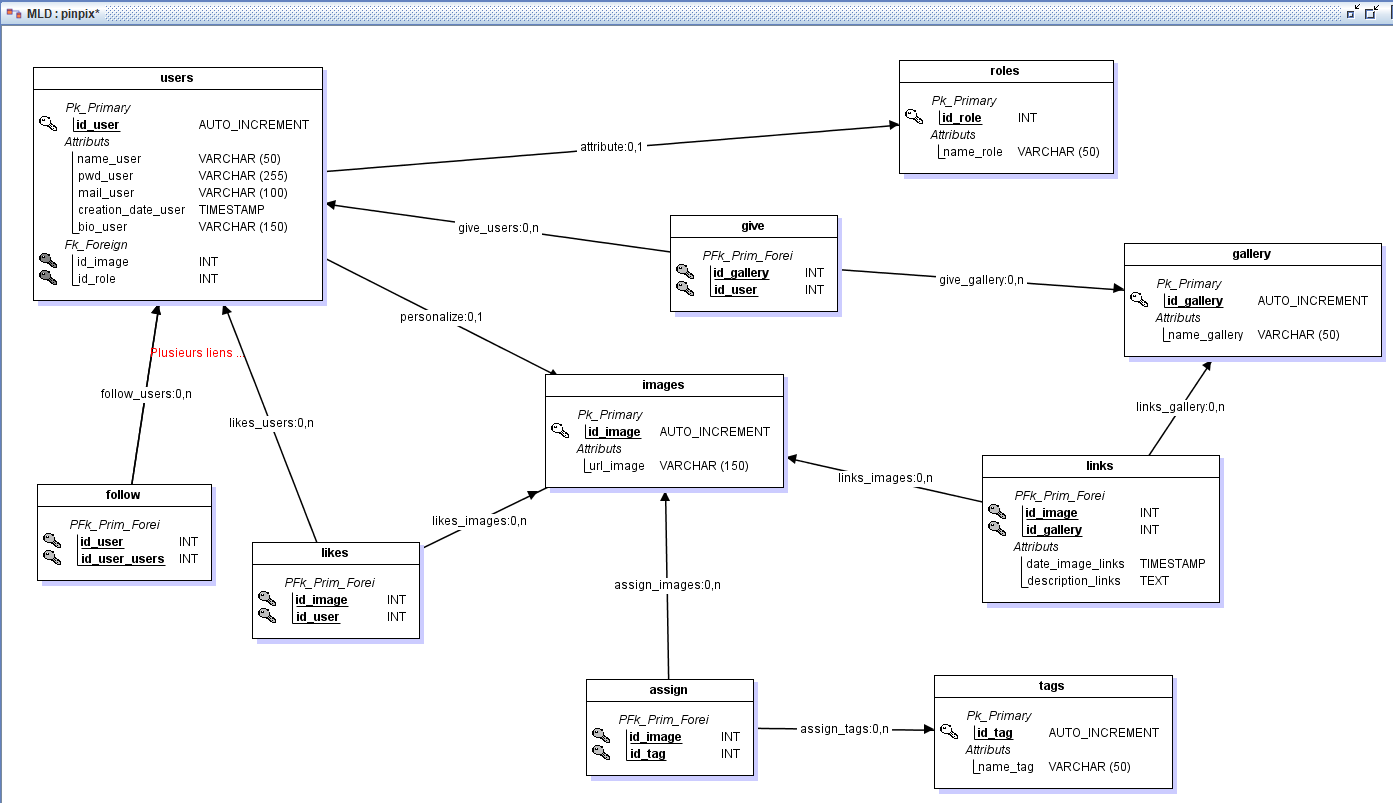 MLD : pinpix*
users
Pk_Primary
id_user AUTO_INCREMENT
Attributs
name_user VARCHAR (50)
pwd_user VARCHAR (255)
mail_user VARCHAR (100)
creation_date_user TIMESTAMP
bio_user VARCHAR (150)
Fk_Foreign
id_image INT
id_role INT
roles
Pk_Primary
id_role INT
Attributs
name_role VARCHAR (50)
attribute:0,1
give_users:0,n
give
PFk_Prim_Forei
id_gallery INT
id_user INT
give_gallery:0,n
gallery
Pk_Primary
id_gallery AUTO_INCREMENT
Attributs
name_gallery VARCHAR (50)
personalize:0,1
Plusieurs liens ...
follow_users:0,n
likes_users:0,n
images
Pk_Primary
id_image AUTO_INCREMENT
Attributs
url_image VARCHAR (150)
links_gallery:0,n
links_images:0,n
links
PFk_Prim_Forei
id_image INT
id_gallery INT
Attributs
date_image_links TIMESTAMP
description_links TEXT
follow
PFk_Prim_Forei
id_user INT
id_user_users INT
likes_images:0,n
likes
PFk_Prim_Forei
id_image INT
id_user INT
assign_images:0,n
assign
PFk_Prim_Forei
id_image INT
id_tag INT
assign_tags:0,n
tags
Pk_Primary
id_tag AUTO_INCREMENT
Attributs
name_tag VARCHAR (50)